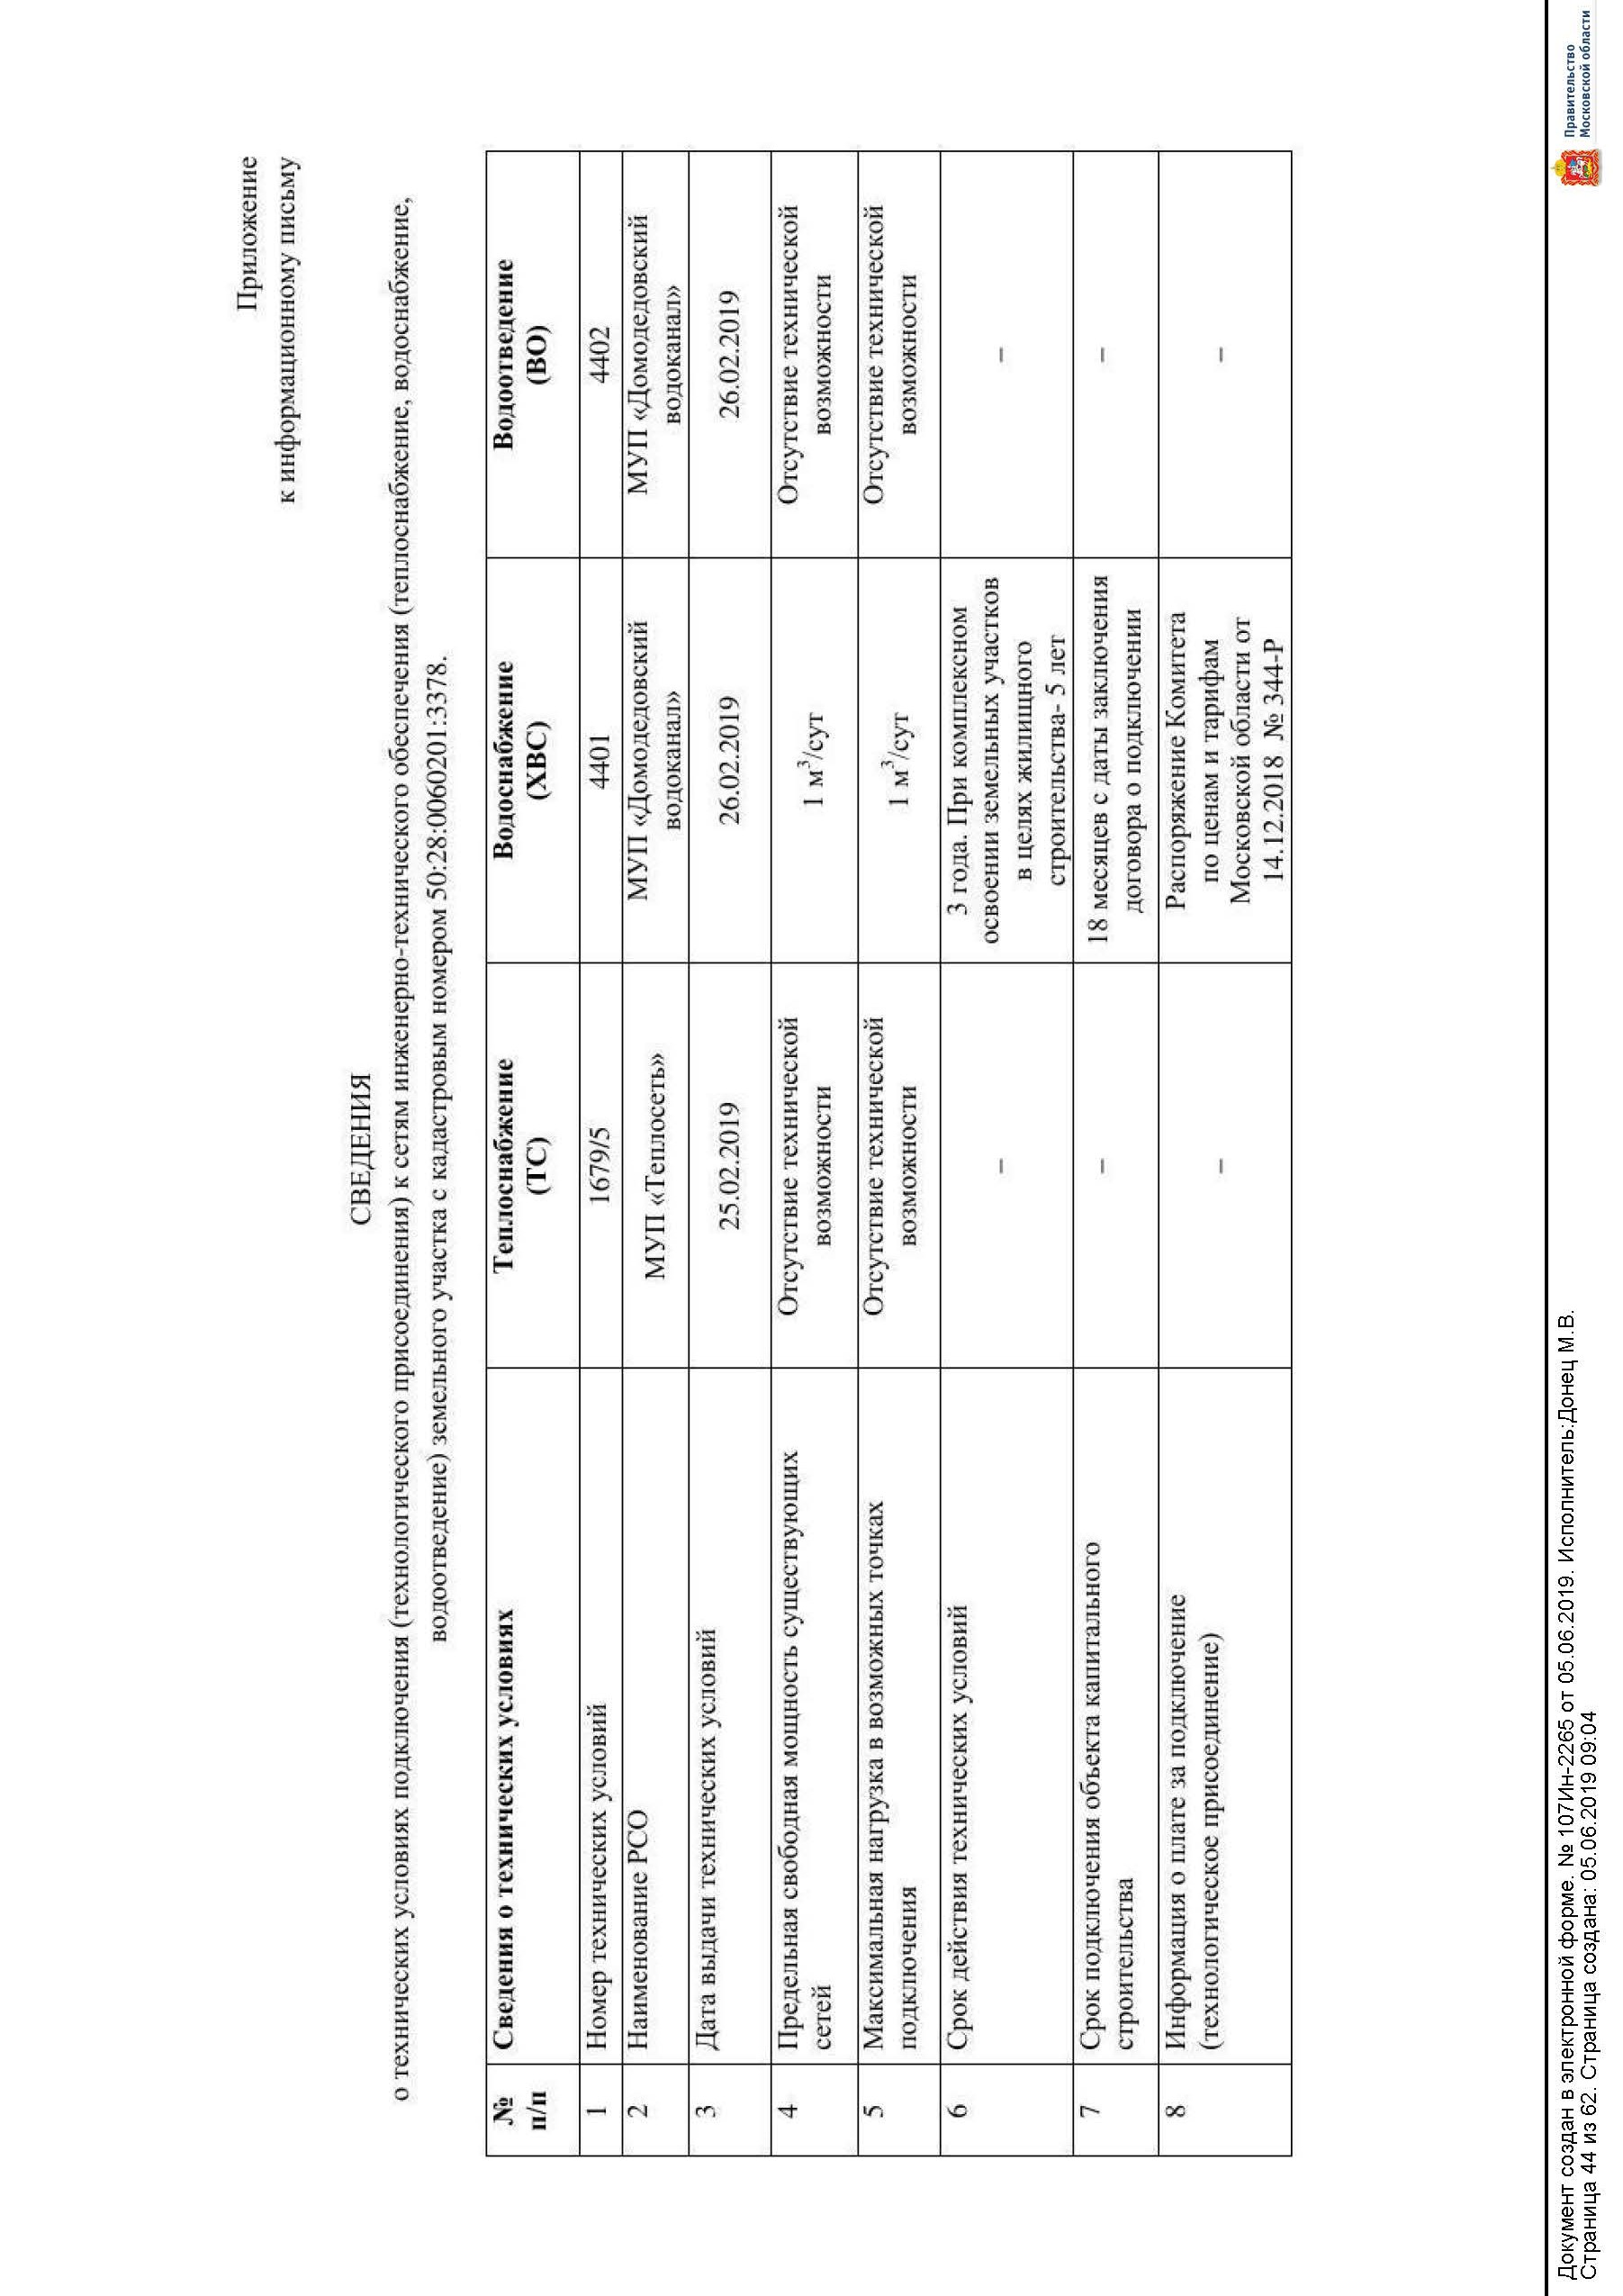 Приложение
к информационному письму
СВЕДЕНИЯ
о технических условиях подключения (технологического присоединения) к сетям инженерно-технического обеспечения (теплоснабжение, водоснабжение,
водоотведение) земельного участка с кадастровым номером 50:28:0060201:3378.
№ п/п Сведения о технических условиях Теплоснабжение (ТС) Водоснабжение (ХВС) Водоотведение (ВО)
1 Номер технических условий 1679/5 4401 4402
2 Наименование РСО МУП «Теплосеть» МУП «Домодедовский водоканал» МУП «Домодедовский водоканал»
3 Дата выдачи технических условий 25.02.2019 26.02.2019 26.02.2019
4 Предельная свободная мощность существующих сетей Отсутствие технической возможности 1 м³/сут Отсутствие технической возможности
5 Максимальная нагрузка в возможных точках подключения Отсутствие технической возможности 1 м³/сут Отсутствие технической возможности
6 Срок действия технических условий – 3 года. При комплексном освоении земельных участков в целях жилищного строительства- 5 лет –
7 Срок подключения объекта капитального строительства – 18 месяцев с даты заключения договора о подключении –
8 Информация о плате за подключение (технологическое присоединение) – Распоряжение Комитета по ценам и тарифам Московской области от 14.12.2018 № 344-Р –
Документ создан в электронной форме. № 107Ин-2265 от 05.06.2019. Исполнитель:Донец М.В.
Страница 44 из 62. Страница создана: 05.06.2019 09:04
Правительство
Московской области